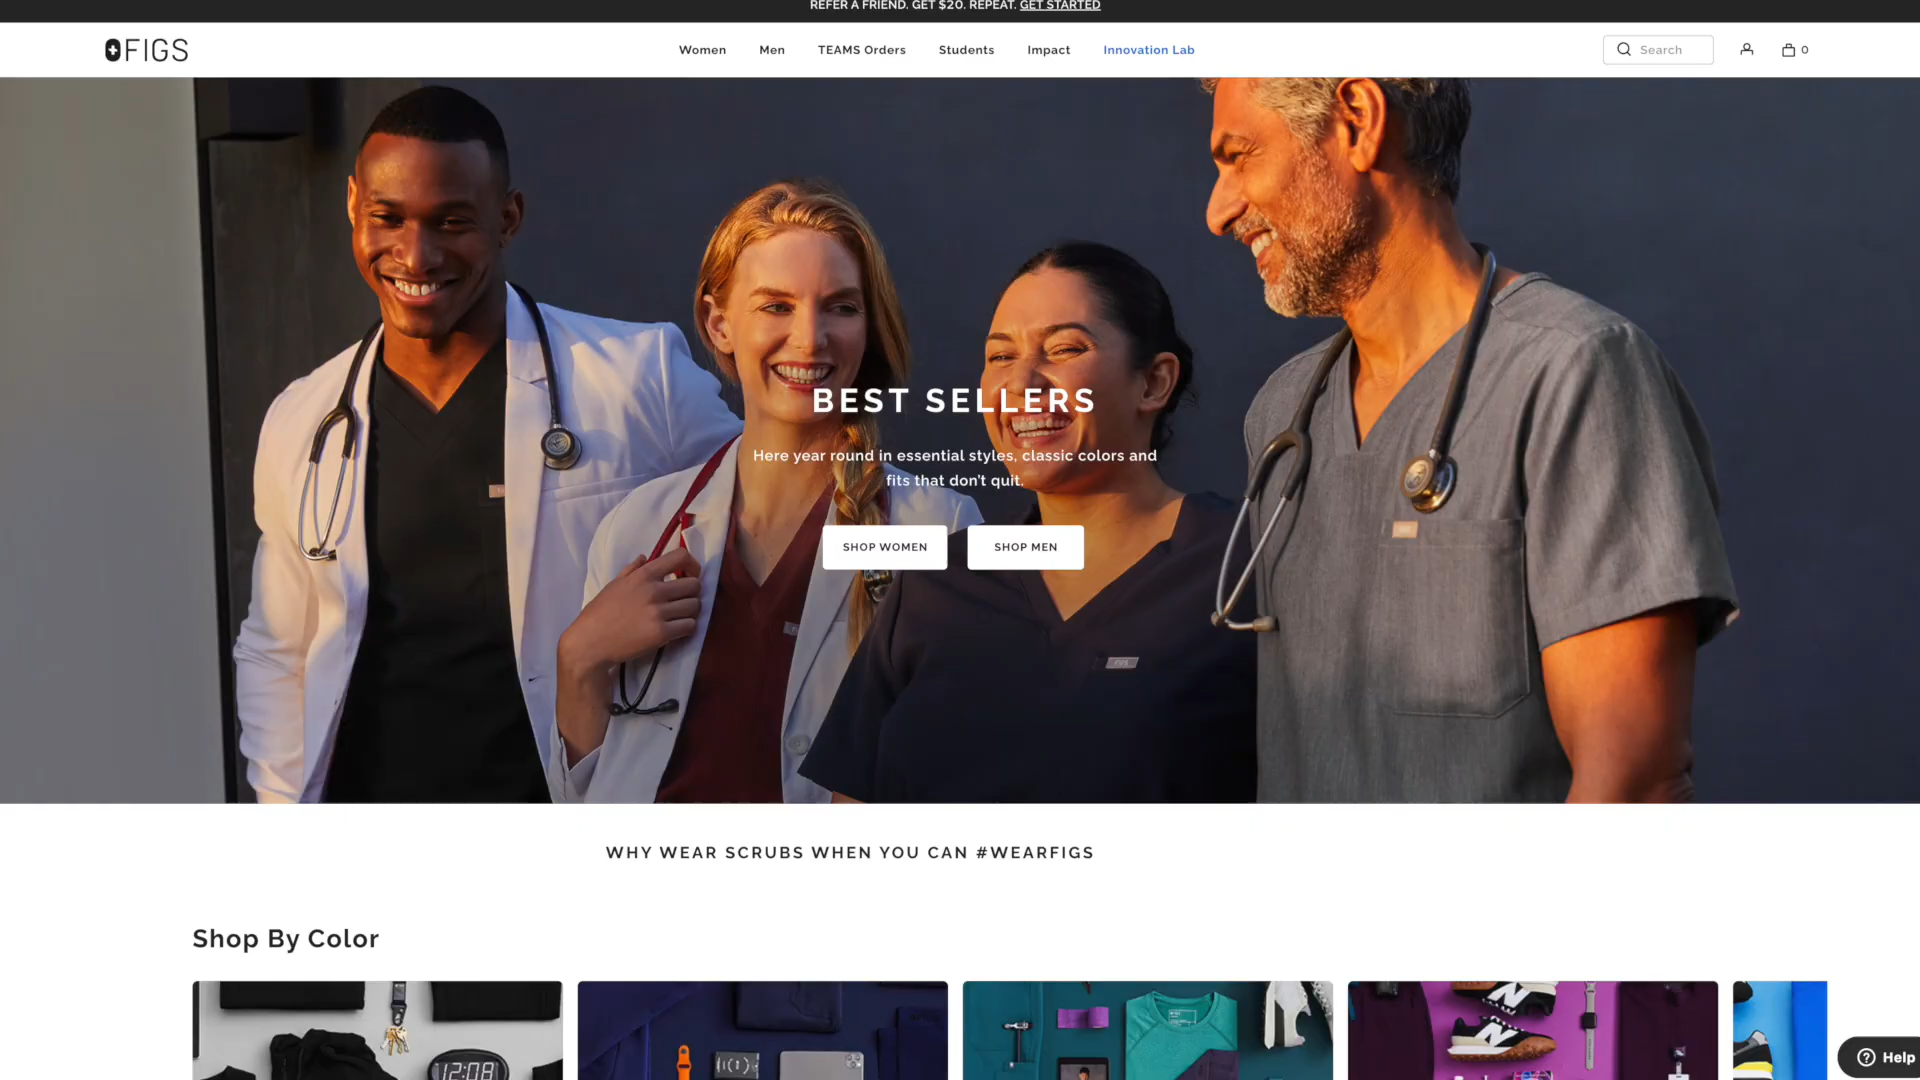 REFER A FRIEND. GET $20. REPEAT. GET STARTED
FIGS
Women
Men
TEAMS Orders
Students
Impact
Innovation Lab
Search
0
BEST SELLERS
Here year round in essential styles, classic colors and
fits that don't quit.
SHOP WOMEN
SHOP MEN
FIGS
WHY WEAR SCRUBS WHEN YOU CAN #WEARFIGS
Shop By Color
12:08
N
N
Help